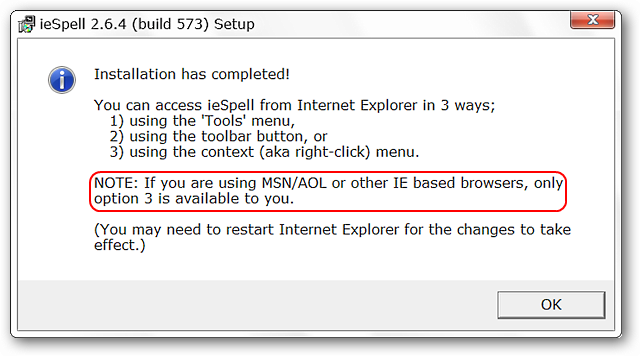 ieSpell 2.6.4 (build 573) Setup
Installation has completed!
You can access ieSpell from Internet Explorer in 3 ways;
1) using the 'Tools' menu,
2) using the toolbar button, or
3) using the context (aka right-click) menu.
NOTE: If you are using MSN/AOL or other IE based browsers, only
option 3 is available to you.
(You may need to restart Internet Explorer for the changes to take
effect.)
OK